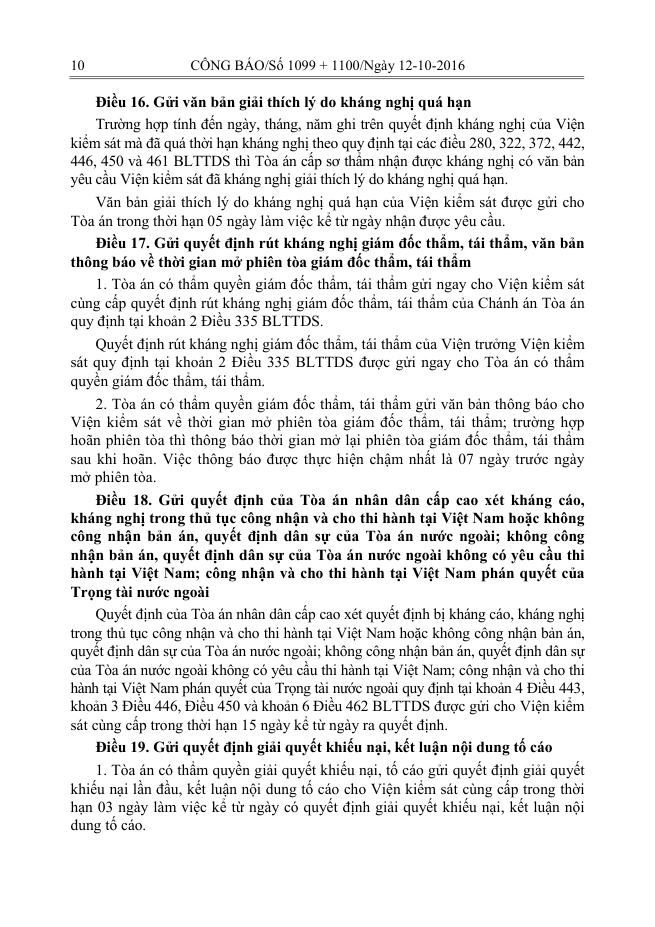 10 CÔNG BÁO/Số 1099 + 1100/Ngày 12-10-2016
Điều 16. Gửi văn bản giải thích lý do kháng nghị quá hạn
Trường hợp tính đến ngày, tháng, năm ghi trên quyết định kháng nghị của Viện
kiểm sát mà đã quá thời hạn kháng nghị theo quy định tại các điều 280, 322, 372, 442,
446, 450 và 461 BLTTDS thì Tòa án cấp sơ thẩm nhận được kháng nghị có văn bản
yêu cầu Viện kiểm sát đã kháng nghị giải thích lý do kháng nghị quá hạn.
Văn bản giải thích lý do kháng nghị quá hạn của Viện kiểm sát được gửi cho
Tòa án trong thời hạn 05 ngày làm việc kể từ ngày nhận được yêu cầu.
Điều 17. Gửi quyết định rút kháng nghị giám đốc thẩm, tái thẩm, văn bản
thông báo về thời gian mở phiên tòa giám đốc thẩm, tái thẩm
1. Tòa án có thẩm quyền giám đốc thẩm, tái thẩm gửi ngay cho Viện kiểm sát
cùng cấp quyết định rút kháng nghị giám đốc thẩm, tái thẩm của Chánh án Tòa án
quy định tại khoản 2 Điều 335 BLTTDS.
Quyết định rút kháng nghị giám đốc thẩm, tái thẩm của Viện trưởng Viện kiểm
sát quy định tại khoản 2 Điều 335 BLTTDS được gửi ngay cho Tòa án có thẩm
quyền giám đốc thẩm, tái thẩm.
2. Tòa án có thẩm quyền giám đốc thẩm, tái thẩm gửi văn bản thông báo cho
Viện kiểm sát về thời gian mở phiên tòa giám đốc thẩm, tái thẩm; trường hợp
hoãn phiên tòa thì thông báo thời gian mở lại phiên tòa giám đốc thẩm, tái thẩm
sau khi hoãn. Việc thông báo được thực hiện chậm nhất là 07 ngày trước ngày
mở phiên tòa.
Điều 18. Gửi quyết định của Tòa án nhân dân cấp cao xét kháng cáo,
kháng nghị trong thủ tục công nhận và cho thi hành tại Việt Nam hoặc không
công nhận bản án, quyết định dân sự của Tòa án nước ngoài; không công
nhận bản án, quyết định dân sự của Tòa án nước ngoài không có yêu cầu thi
hành tại Việt Nam; công nhận và cho thi hành tại Việt Nam phán quyết của
Trọng tài nước ngoài
Quyết định của Tòa án nhân dân cấp cao xét quyết định bị kháng cáo, kháng nghị
trong thủ tục công nhận và cho thi hành tại Việt Nam hoặc không công nhận bản án,
quyết định dân sự của Tòa án nước ngoài; không công nhận bản án, quyết định dân sự
của Tòa án nước ngoài không có yêu cầu thi hành tại Việt Nam; công nhận và cho thi
hành tại Việt Nam phán quyết của Trọng tài nước ngoài quy định tại khoản 4 Điều 443,
khoản 3 Điều 446, Điều 450 và khoản 6 Điều 462 BLTTDS được gửi cho Viện kiểm
sát cùng cấp trong thời hạn 15 ngày kể từ ngày ra quyết định.
Điều 19. Gửi quyết định giải quyết khiếu nại, kết luận nội dung tố cáo
1. Tòa án có thẩm quyền giải quyết khiếu nại, tố cáo gửi quyết định giải quyết
khiếu nại lần đầu, kết luận nội dung tố cáo cho Viện kiểm sát cùng cấp trong thời
hạn 03 ngày làm việc kể từ ngày có quyết định giải quyết khiếu nại, kết luận nội
dung tố cáo.